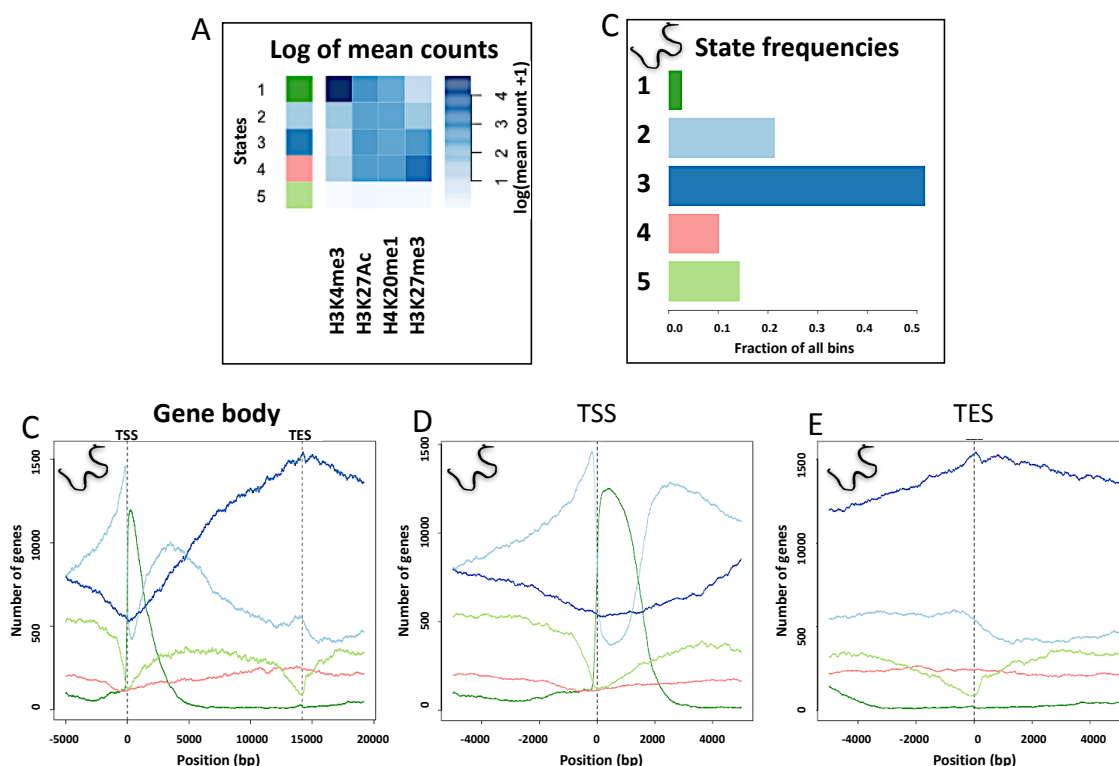 A
Log of mean counts
States
1
2
3
4
5
H3K4me3
H3K27Ac
H4K20me1
H3K27me3
4
3
2
1
log(mean count +1)
C
State frequencies
1
2
3
4
5
0.0 0.1 0.2 0.3 0.4 0.5
Fraction of all bins
C
Gene body
TSS TES
Number of genes
1500
10000
500
0
-5000 0 5000 10000 15000 20000
Position (bp)
D
TSS
Number of genes
1500
10000
500
0
-4000 -2000 0 2000 4000
Position (bp)
E
TES
Number of genes
1500
10000
500
0
-4000 -2000 0 2000 4000
Position (bp)